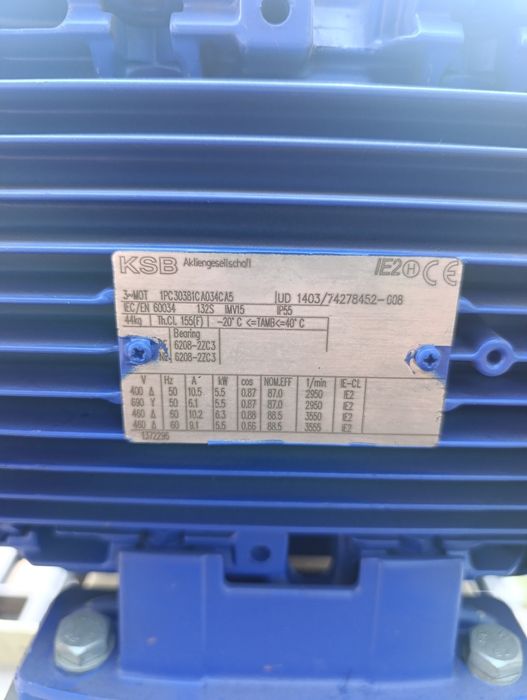 KSB Aktiengesellschaft IE2 H CE
3~MOT 1PC303B1CA034CA5 UD 1403/74278452-008
IEC/EN 60034 132S IMV15 IP55
44kg Th.Cl. 155(F) -20°C <=TAMB<=40°C
Bearing
6208-2ZC3
6208-2ZC3
V Hz A kW cos NOM.EFF 1/min IE-CL
400 Δ 50 10.5 5.5 0.87 87.0 2950 IE2
690 Y 50 6.1 5.5 0.87 87.0 2950 IE2
460 Δ 60 10.2 6.3 0.88 88.5 3550 IE2
460 Δ 60 9.1 5.5 0.86 88.5 3555 IE2
1372295